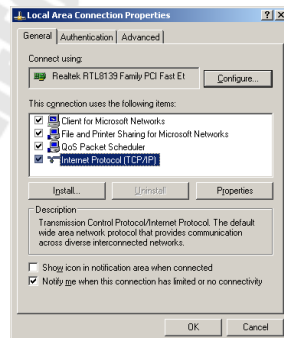 Local Area Connection Properties
General
Authentication
Advanced
Connect using:
Realtek RTL8139 Family PCI Fast Et
Configure...
This connection uses the following items:
Client for Microsoft Networks
File and Printer Sharing for Microsoft Networks
QoS Packet Scheduler
Internet Protocol (TCP/IP)
Install...
Uninstall
Properties
Description
Transmission Control Protocol/Internet Protocol. The default
wide area network protocol that provides communication
across diverse interconnected networks.
Show icon in notification area when connected
Notify me when this connection has limited or no connectivity
OK
Cancel